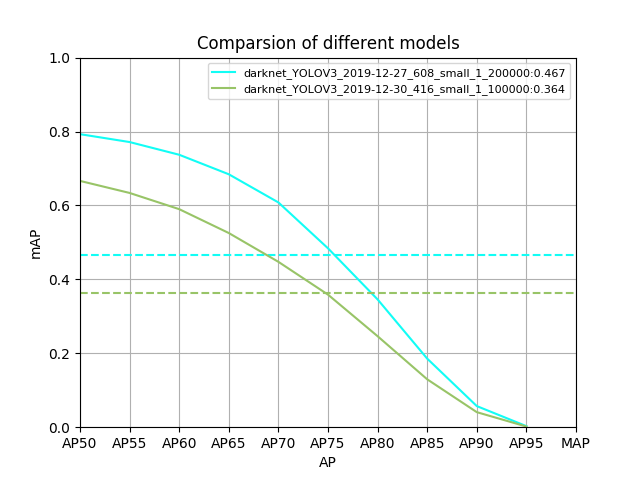 Comparsion of different models
darknet_YOLOV3_2019-12-27_608_small_1_200000:0.467
darknet_YOLOV3_2019-12-30_416_small_1_100000:0.364
mAP
1.0
0.8
0.6
0.4
0.2
0.0
AP50 AP55 AP60 AP65 AP70 AP75 AP80 AP85 AP90 AP95 MAP
AP